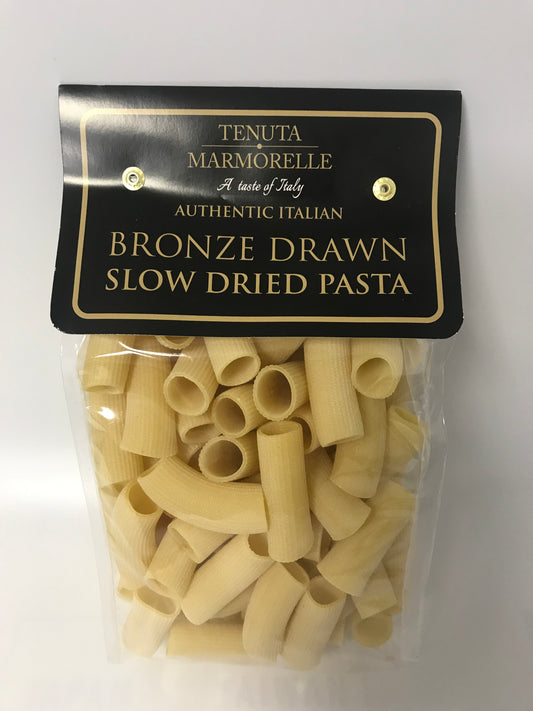 TENUTA
MARMORELLE
A taste of Italy
AUTHENTIC ITALIAN
BRONZE DRAWN
SLOW DRIED PASTA